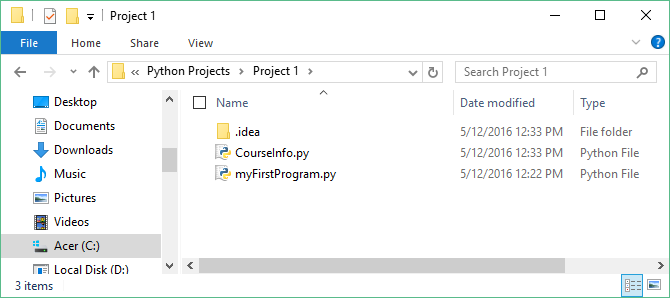 Project 1
File Home Share View
« Python Projects > Project 1 > Search Project 1
Desktop
Documents
Downloads
Music
Pictures
Videos
Acer (C:)
Local Disk (D:)
Name Date modified Type
.idea 5/12/2016 12:33 PM File folder
CourseInfo.py 5/12/2016 12:33 PM Python File
myFirstProgram.py 5/12/2016 12:22 PM Python File
3 items